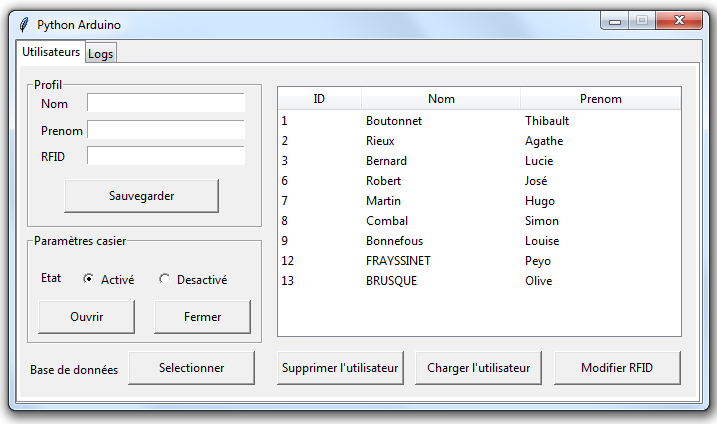 Python Arduino
Utilisateurs Logs
Profil
Nom
Prenom
RFID
Sauvegarder
Paramètres casier
Etat Activé Desactivé
Ouvrir Fermer
Base de données Selectionner
ID Nom Prenom
1 Boutonnet Thibault
2 Rieux Agathe
3 Bernard Lucie
6 Robert José
7 Martin Hugo
8 Combal Simon
9 Bonnefous Louise
12 FRAYSSINET Peyo
13 BRUSQUE Olive
Supprimer l'utilisateur Charger l'utilisateur Modifier RFID